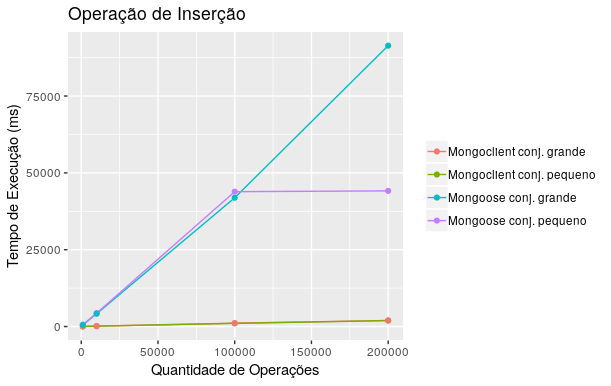 Operação de Inserção
Tempo de Execução (ms)
75000
50000
25000
0
0
50000
100000
150000
200000
Quantidade de Operações
Mongoclient conj. grande
Mongoclient conj. pequeno
Mongoose conj. grande
Mongoose conj. pequeno